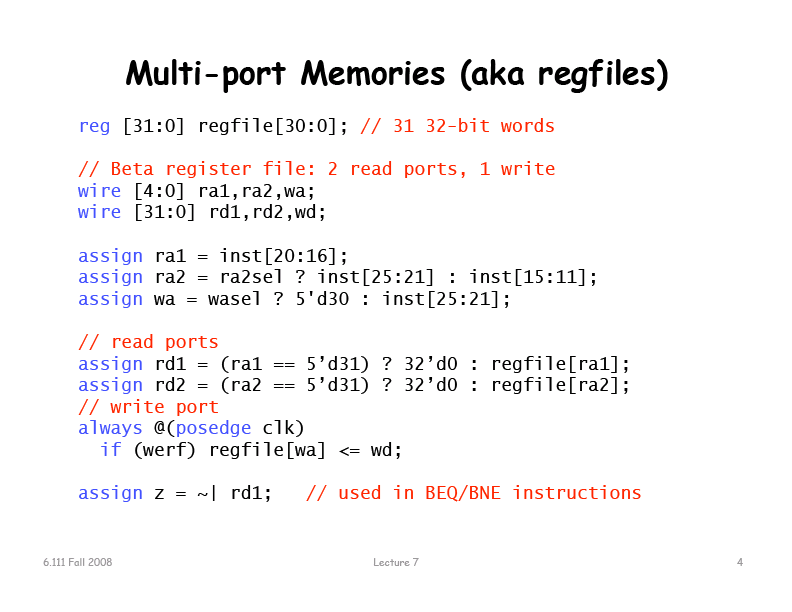 Multi-port Memories (aka regfiles)
reg [31:0] regfile[30:0]; // 31 32-bit words
// Beta register file: 2 read ports, 1 write
wire [4:0] ra1,ra2,wa;
wire [31:0] rd1,rd2,wd;
assign ra1 = inst[20:16];
assign ra2 = ra2sel ? inst[25:21] : inst[15:11];
assign wa = wasel ? 5'd30 : inst[25:21];
// read ports
assign rd1 = (ra1 == 5’d31) ? 32’d0 : regfile[ra1];
assign rd2 = (ra2 == 5’d31) ? 32’d0 : regfile[ra2];
// write port
always @(posedge clk)
if (werf) regfile[wa] <= wd;
assign z = ~| rd1; // used in BEQ/BNE instructions
6.111 Fall 2008 Lecture 7 4